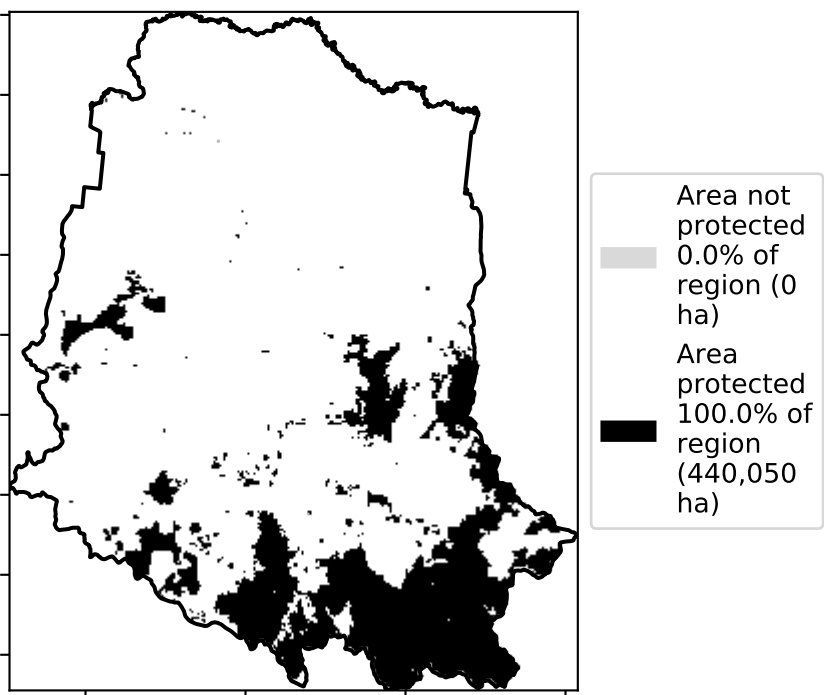 Area not
protected
0.0% of
region (0
ha)
Area
protected
100.0% of
region
(440,050
ha)